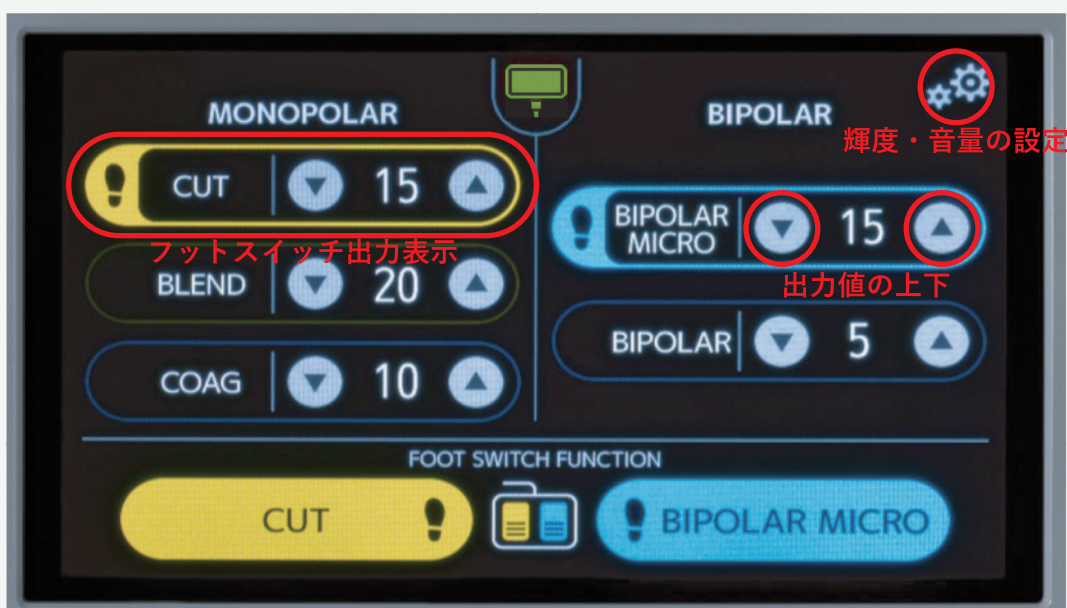 MONOPOLAR
CUT
15
フットスイッチ出力表示
BLEND
20
COAG
10
BIPOLAR
輝度・音量の設定
BIPOLAR
MICRO
15
出力値の上下
BIPOLAR
5
FOOT SWITCH FUNCTION
CUT
BIPOLAR MICRO